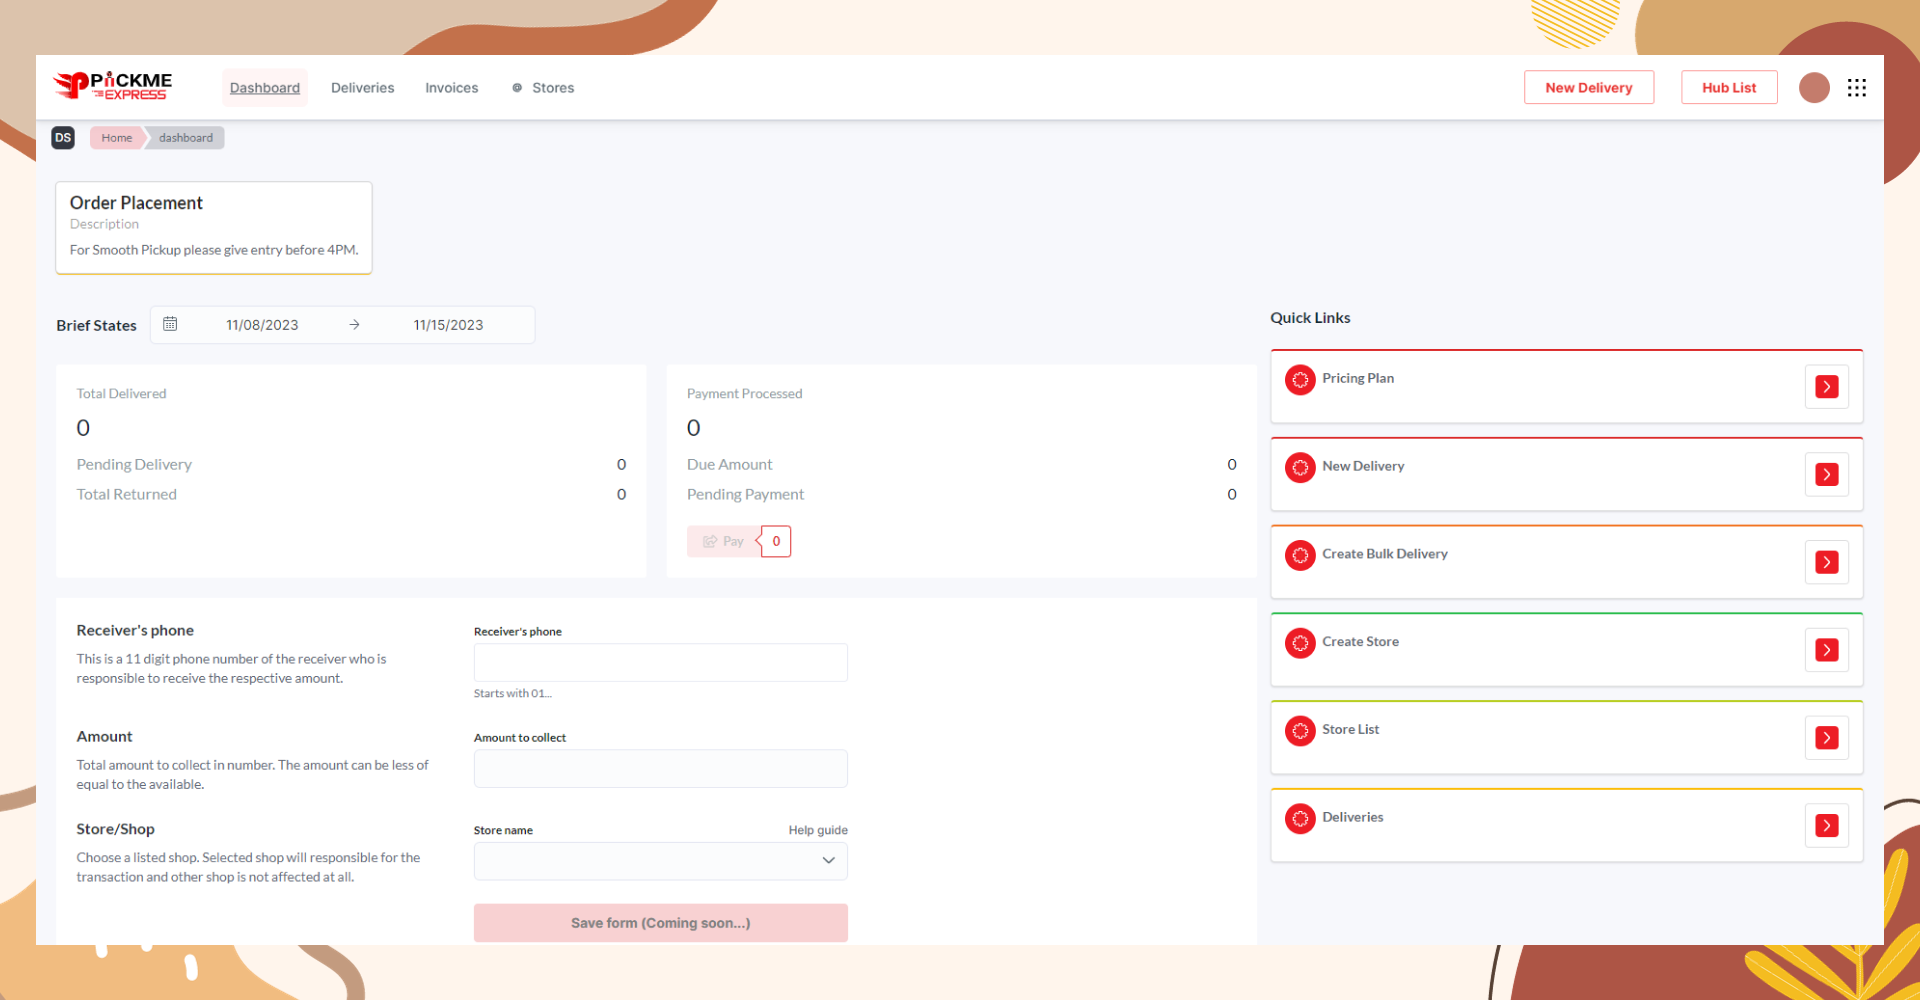 PiCKME
EXPRESS
Dashboard
Deliveries
Invoices
Stores
New Delivery
Hub List
DS
Home
dashboard
Order Placement
Description
For Smooth Pickup please give entry before 4PM.
Brief States
11/08/2023
11/15/2023
Total Delivered
0
Pending Delivery 0
Total Returned 0
Payment Processed
0
Due Amount 0
Pending Payment 0
Pay 0
Receiver's phone
This is a 11 digit phone number of the receiver who is
responsible to receive the respective amount.
Receiver's phone
Starts with 01...
Amount
Total amount to collect in number. The amount can be less of
equal to the available.
Amount to collect
Store/Shop
Choose a listed shop. Selected shop will responsible for the
transaction and other shop is not affected at all.
Store name
Help guide
Save form (Coming soon...)
Quick Links
Pricing Plan
New Delivery
Create Bulk Delivery
Create Store
Store List
Deliveries